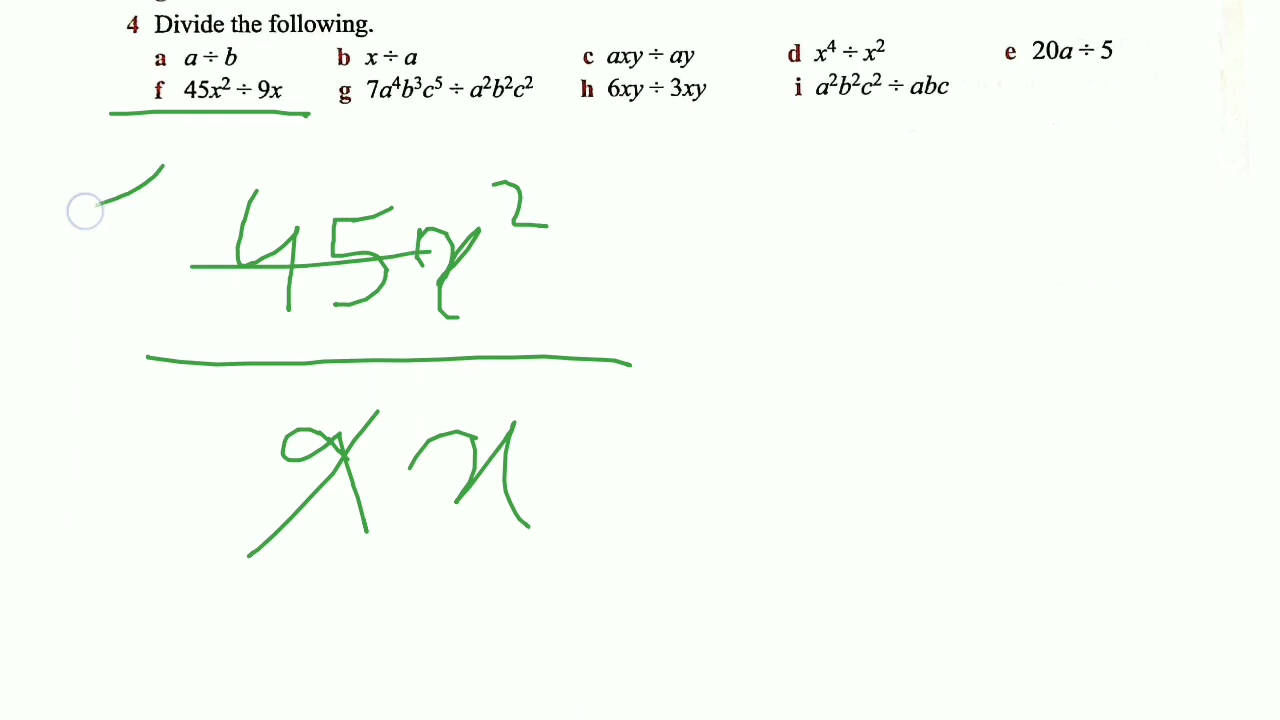 4 Divide the following.
a a ÷ b b x ÷ a c axy ÷ ay d x⁴ ÷ x² e 20a ÷ 5
f 45x² ÷ 9x g 7a⁴b³c⁵ ÷ a²b²c² h 6xy ÷ 3xy i a²b²c² ÷ abc
45x²
9x